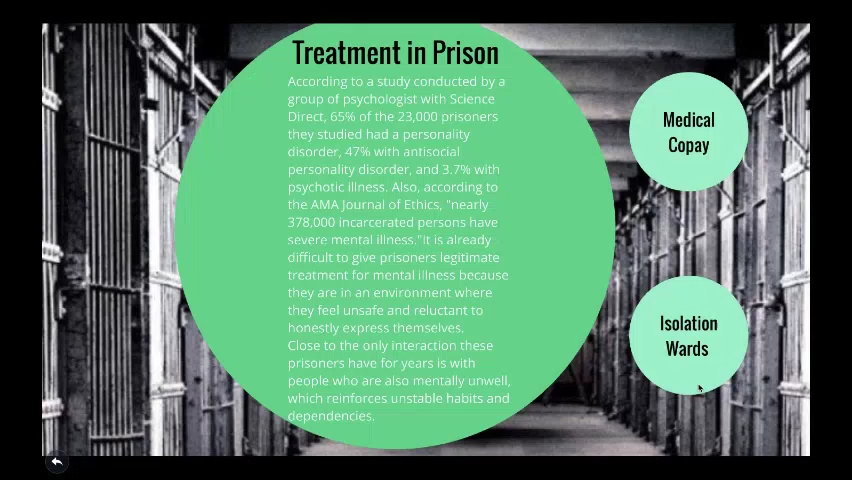 Treatment in Prison
According to a study conducted by a
group of psychologist with Science
Direct, 65% of the 23,000 prisoners
they studied had a personality
disorder, 47% with antisocial
personality disorder, and 3.7% with
psychotic illness. Also, according to
the AMA Journal of Ethics, "nearly
378,000 incarcerated persons have
severe mental illness."It is already
difficult to give prisoners legitimate
treatment for mental illness because
they are in an environment where
they feel unsafe and reluctant to
honestly express themselves.
Close to the only interaction these
prisoners have for years is with
people who are also mentally unwell,
which reinforces unstable habits and
dependencies.
Medical
Copay
Isolation
Wards